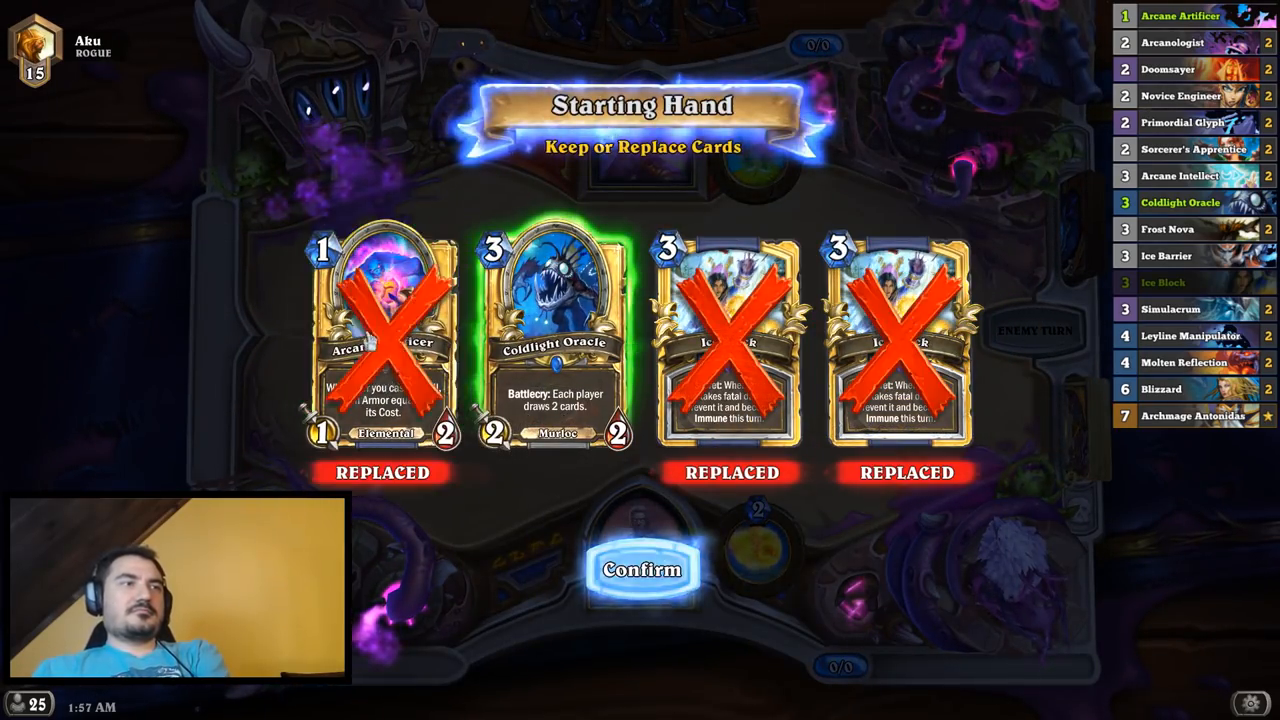 Aku
ROGUE
15
0/0
Starting Hand
Keep or Replace Cards
1
Coldlight Oracle
Battlecry: Each player
draws 2 cards.
Murloc
3
2
2
3
3
its Cost.
Elemental
1
2
Immune this turn.
Immune this turn.
REPLACED
REPLACED
REPLACED
ENEMY TURN
2
Confirm
0/0
25
1:57 AM
1 Arcane Artificer
2 Arcanologist 2
2 Doomsayer 2
2 Novice Engineer 2
2 Primordial Glyph 2
2 Sorcerer's Apprentice 2
3 Arcane Intellect 2
3 Coldlight Oracle 2
3 Frost Nova 2
3 Ice Barrier 2
3 Ice Block
3 Simulacrum 2
4 Leyline Manipulator 2
4 Molten Reflection 2
6 Blizzard 2
7 Archmage Antonidas